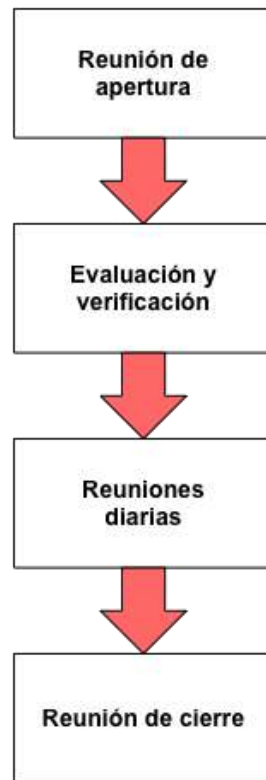 Reunión de
apertura
Evaluación y
verificación
Reuniones
diarias
Reunión de cierre